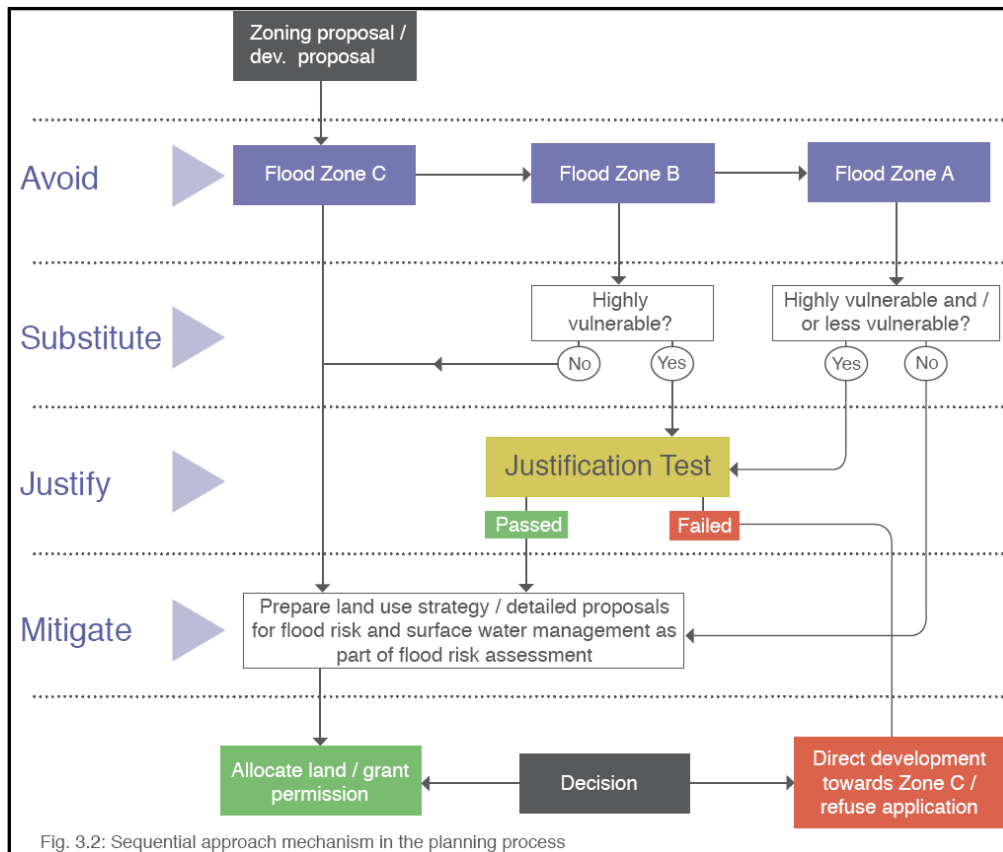 Zoning proposal /
dev. proposal
Avoid
Flood Zone C
Flood Zone B
Flood Zone A
Substitute
Highly
vulnerable?
Highly vulnerable and /
or less vulnerable?
No
Yes
Yes
No
Justify
Justification Test
Passed
Failed
Mitigate
Prepare land use strategy / detailed proposals
for flood risk and surface water management as
part of flood risk assessment
Allocate land / grant
permission
Decision
Direct development
towards Zone C /
refuse application
Fig. 3.2: Sequential approach mechanism in the planning process